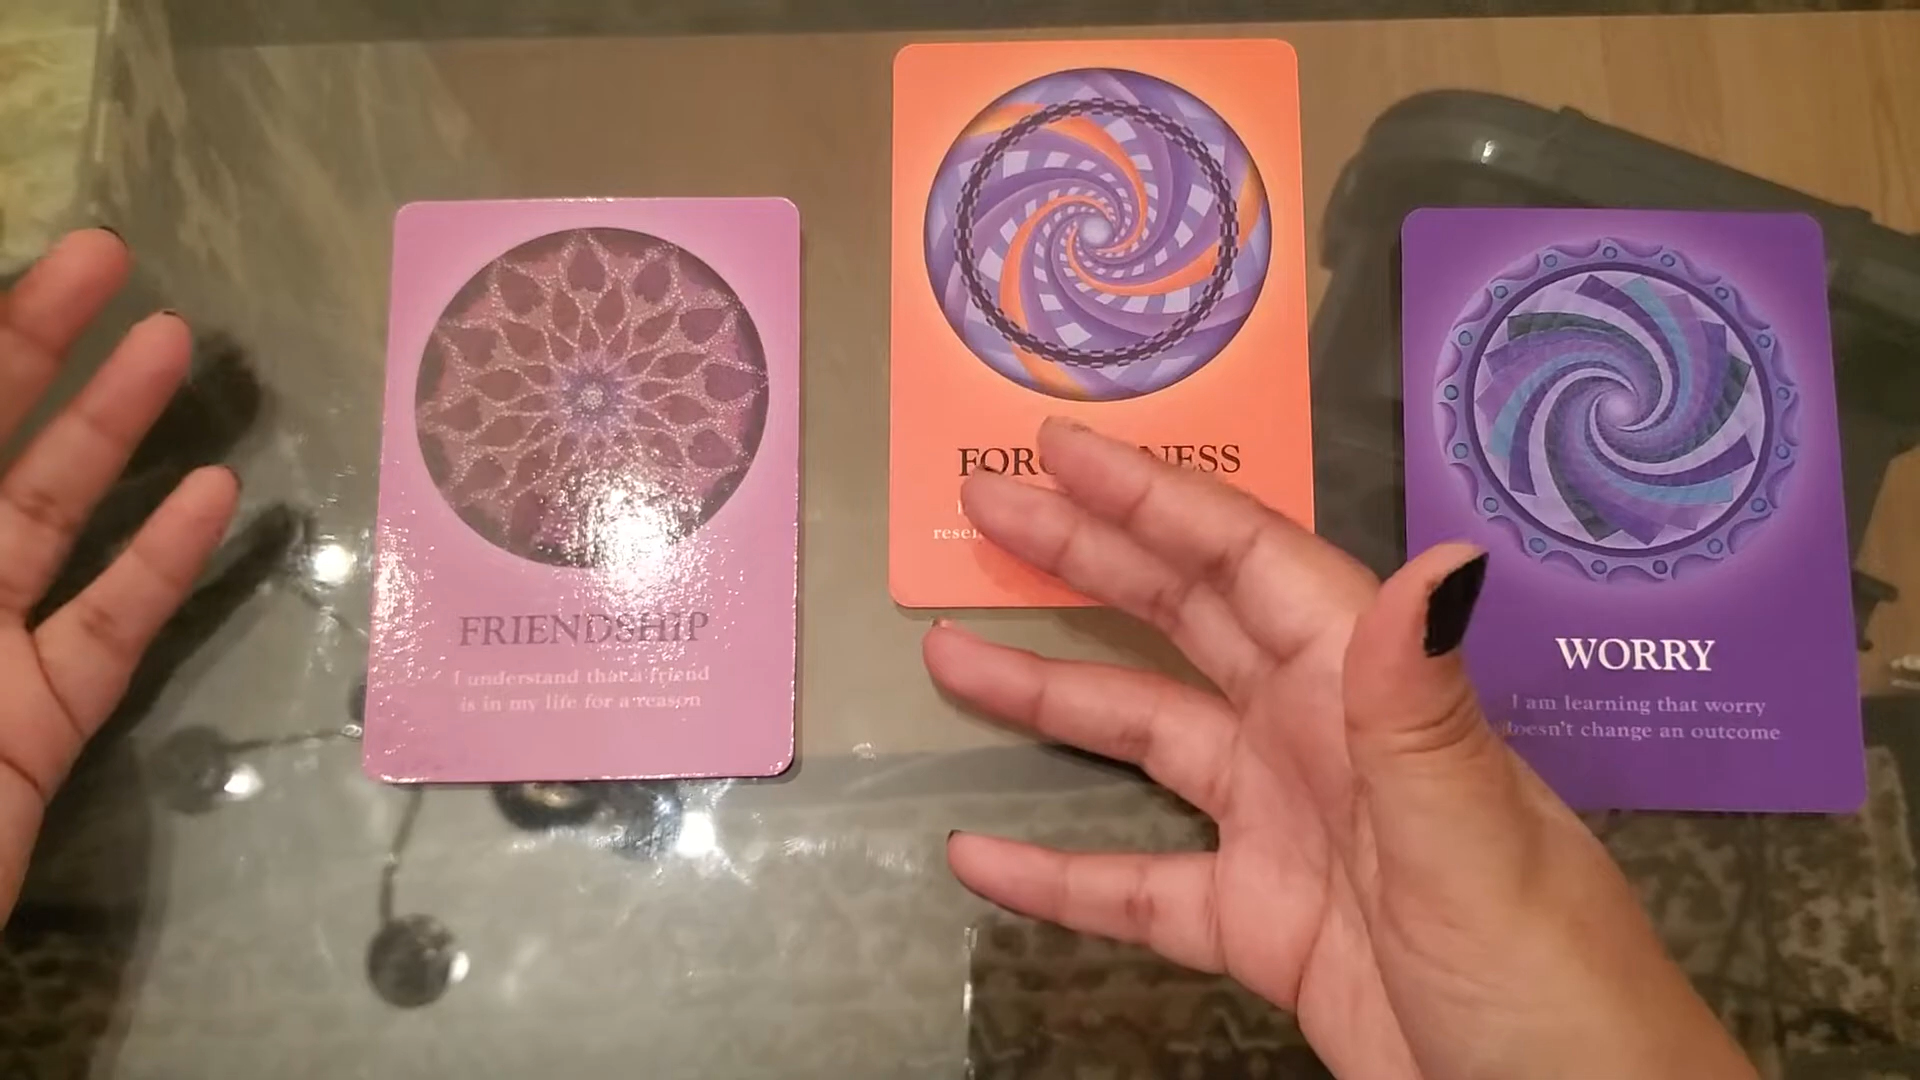 FRIENDSHIP
I understand that a friend
is in my life for a reason
WORRY
I am learning that worry
doesn't change an outcome